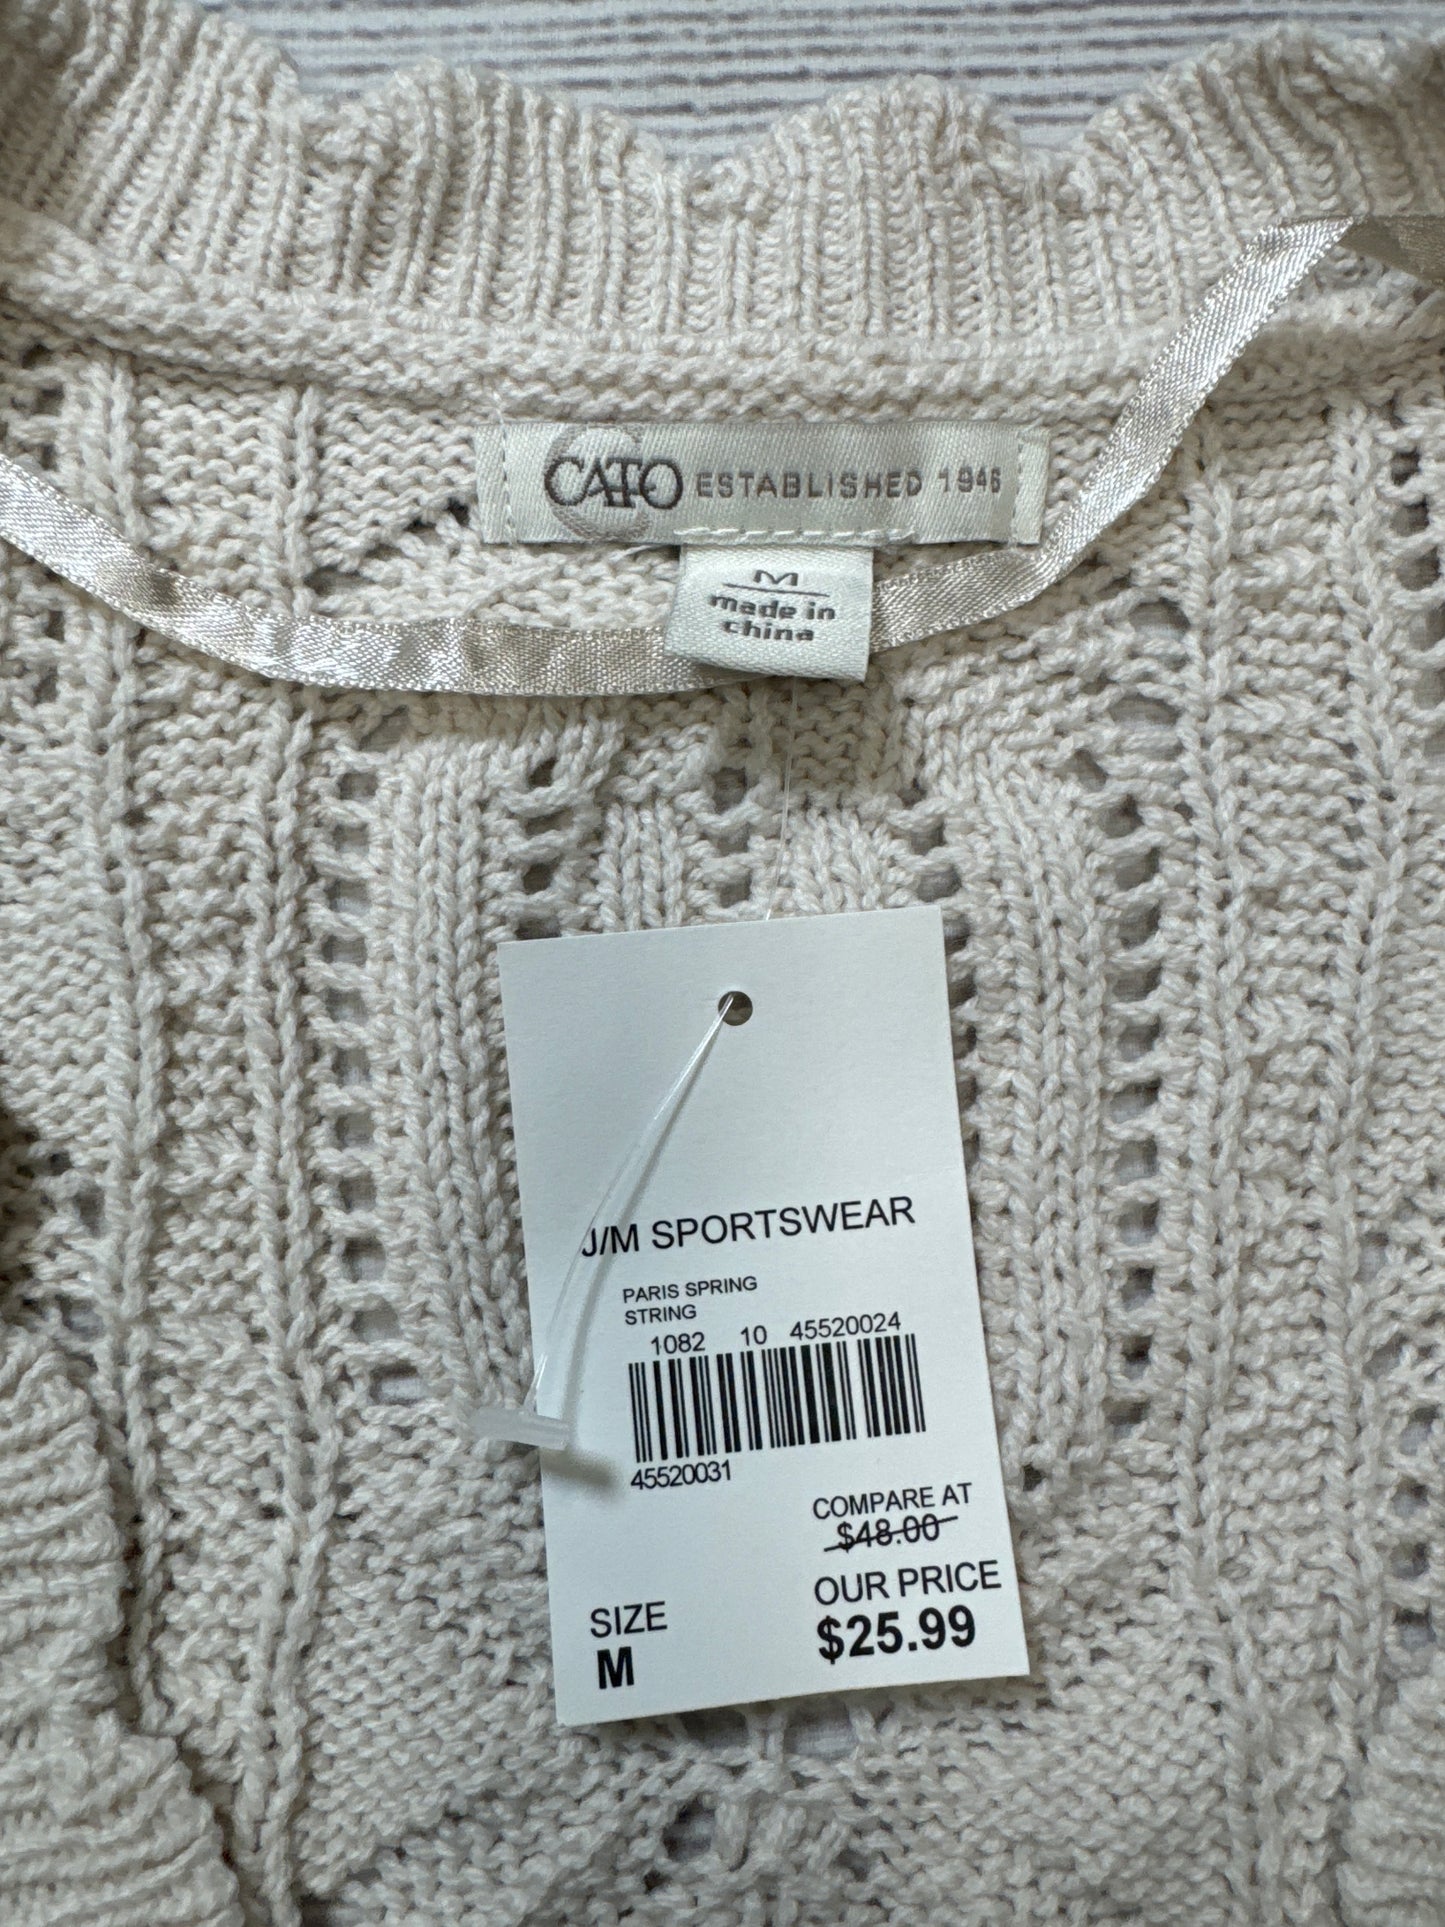 CATO ESTABLISHED 1946
M
made in
china
J/M SPORTSWEAR
PARIS SPRING
STRING
1082 10 45520024
45520031
COMPARE AT
$48.00
OUR PRICE
$25.99
SIZE
M